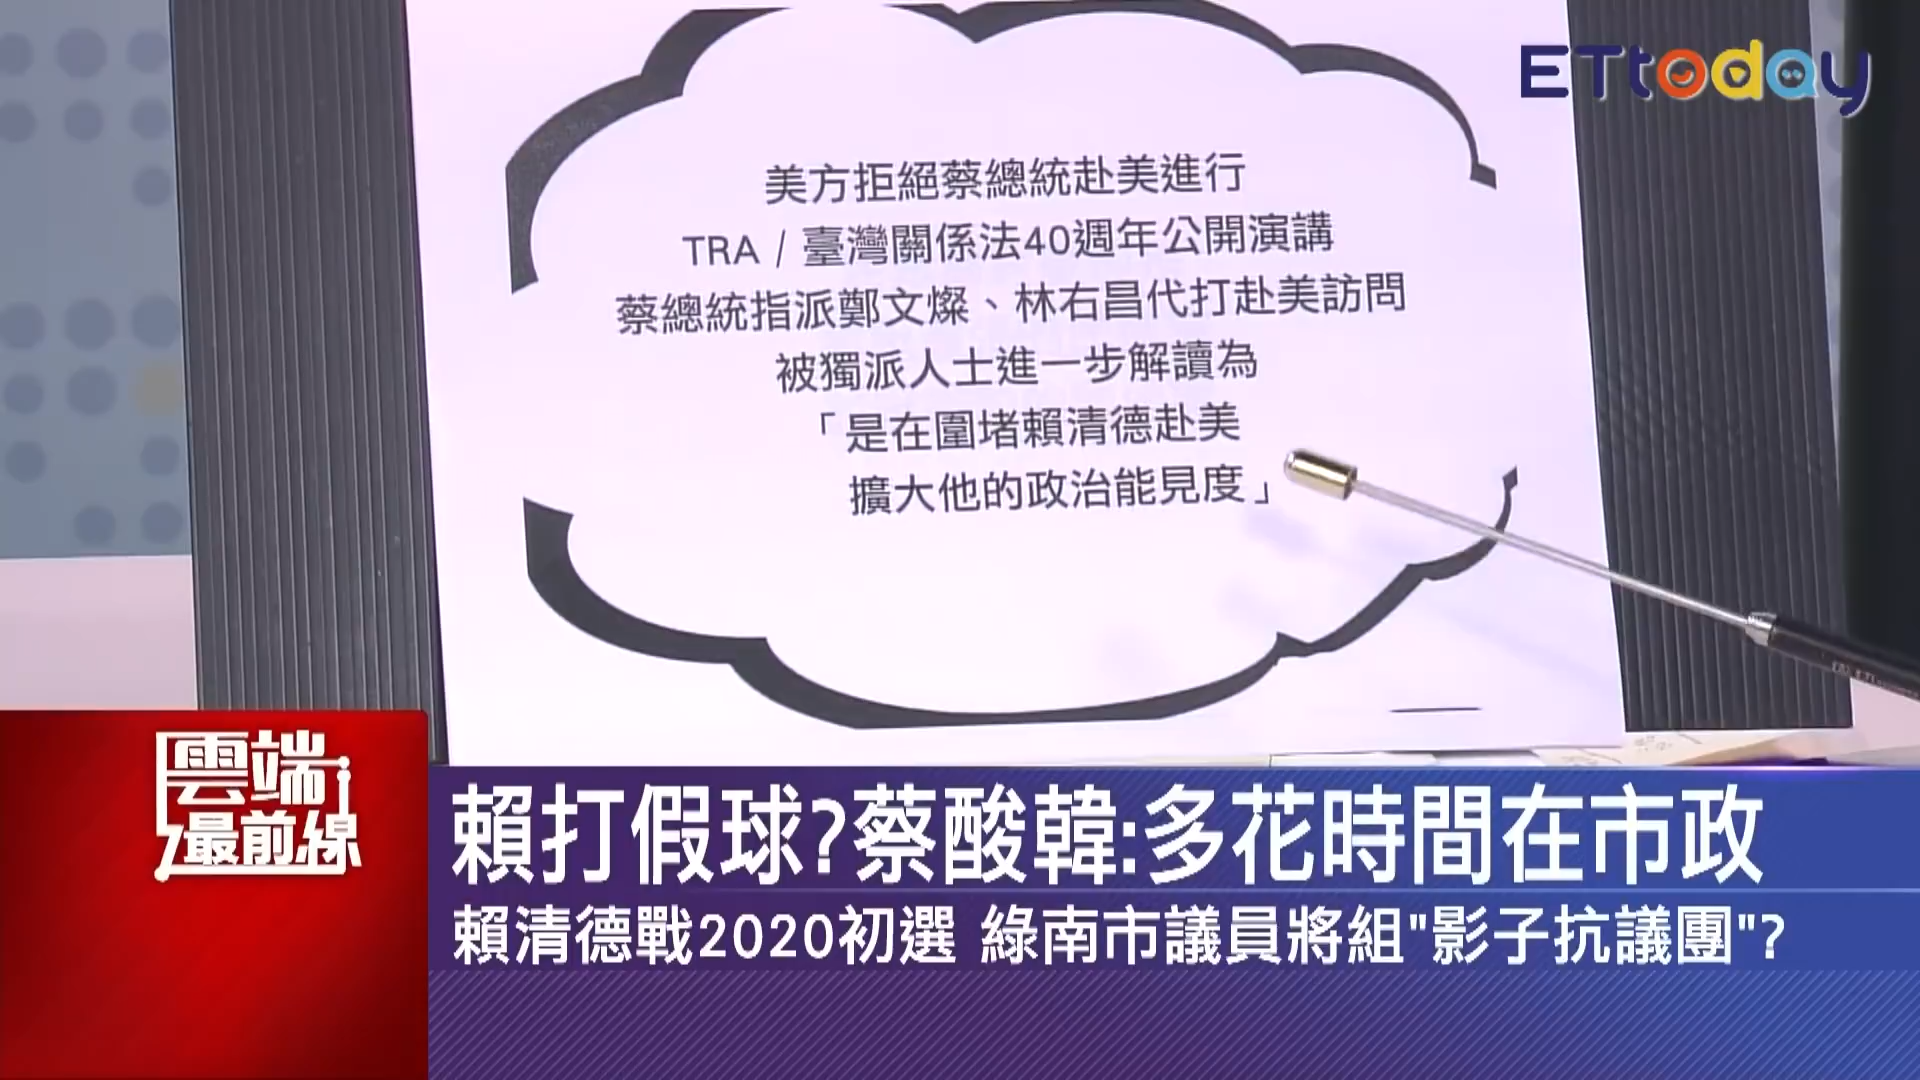 ETtoday
美方拒絕蔡總統赴美進行
TRA / 臺灣關係法40週年公開演講
蔡總統指派鄭文燦、林右昌代打赴美訪問
被獨派人士進一步解讀為
「是在圍堵賴清德赴美
擴大他的政治能見度」
雲端
最前線
賴打假球?蔡酸韓:多花時間在市政
賴清德戰2020初選 綠南市議員將組"影子抗議團"?